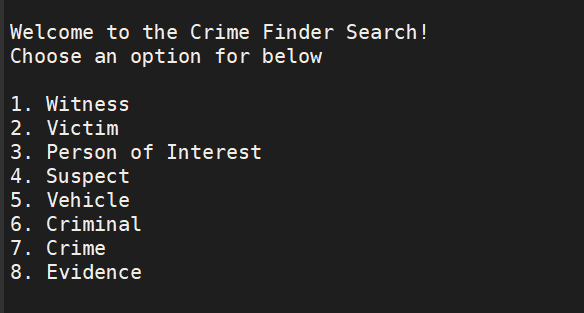 Welcome to the Crime Finder Search!
Choose an option for below
1. Witness
2. Victim
3. Person of Interest
4. Suspect
5. Vehicle
6. Criminal
7. Crime
8. Evidence